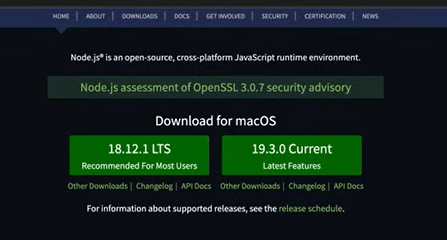 HOME | ABOUT | DOWNLOADS | DOCS | GET INVOLVED | SECURITY | CERTIFICATION | NEWS
Node.js® is an open-source, cross-platform JavaScript runtime environment.
Node.js assessment of OpenSSL 3.0.7 security advisory
Download for macOS
18.12.1 LTS
Recommended For Most Users
19.3.0 Current
Latest Features
Other Downloads | Changelog | API Docs
Other Downloads | Changelog | API Docs
For information about supported releases, see the release schedule.